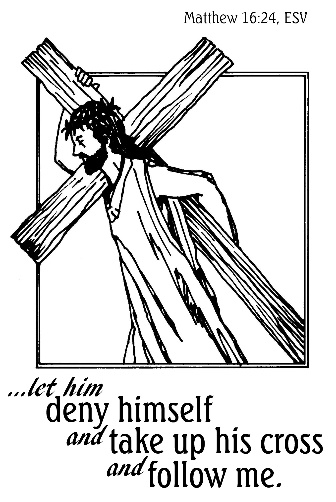 Matthew 16:24, ESV
...let him
deny himself
and take up his cross
and follow me.